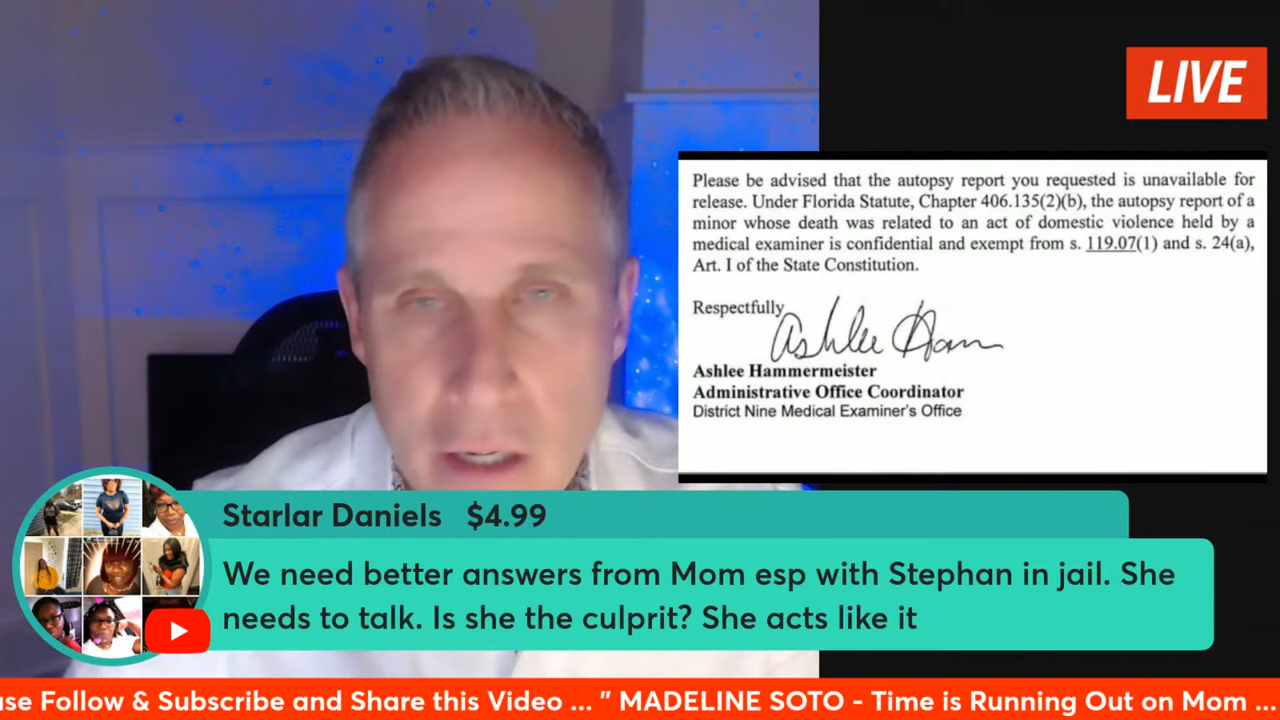 LIVE
Please be advised that the autopsy report you requested is unavailable for
release. Under Florida Statute, Chapter 406.135(2)(b), the autopsy report of a
minor whose death was related to an act of domestic violence held by a
medical examiner is confidential and exempt from s. 119.07(1) and s. 24(a),
Art. I of the State Constitution.
Respectfully
Ashlee Hammermeister
Administrative Office Coordinator
District Nine Medical Examiner's Office
Starlar Daniels $4.99
We need better answers from Mom esp with Stephan in jail. She
needs to talk. Is she the culprit? She acts like it
Follow & Subscribe and Share this Video ... " MADELINE SOTO - Time is Running Out on Mom ...